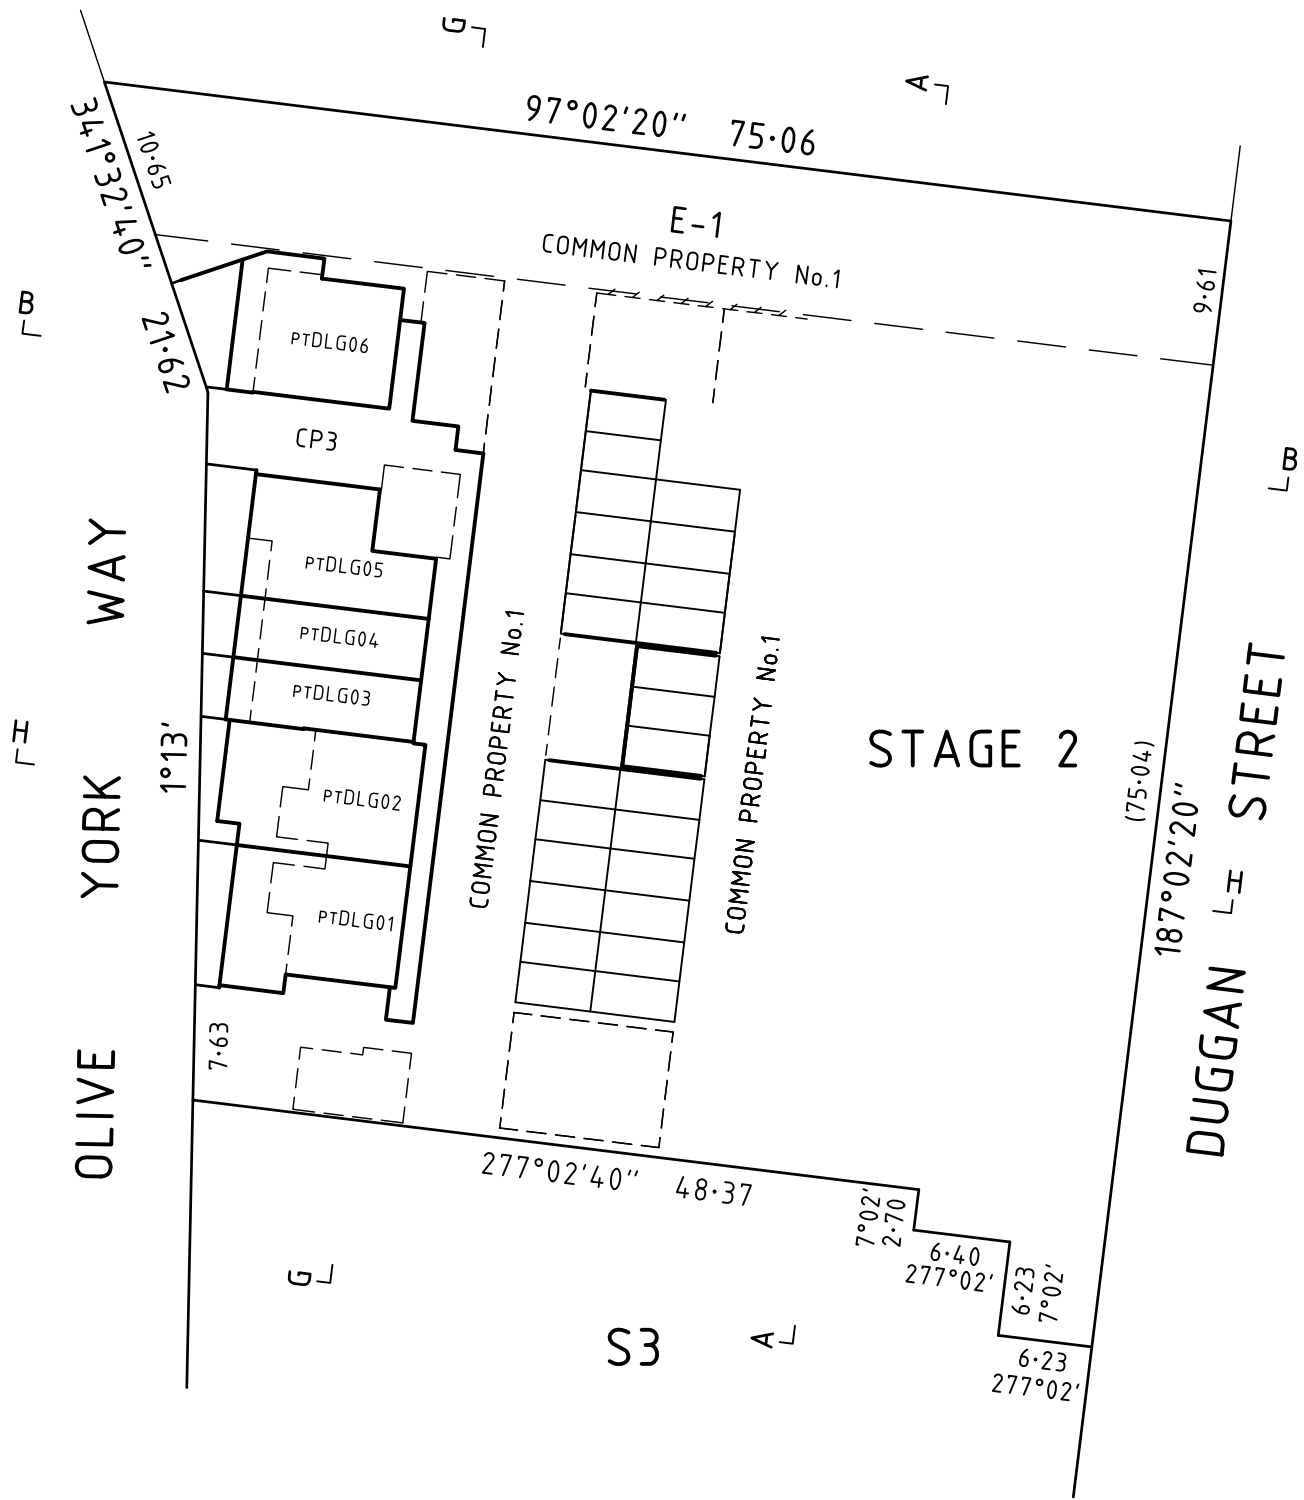 G
A
97°02'20" 75·06
341°32'40"
10·65
E-1
COMMON PROPERTY No.1
9·61
B
21·62
PTDLG06
CP3
B
WAY
PTDLG05
PTDLG04
PTDLG03
COMMON PROPERTY No.1
COMMON PROPERTY No.1
STAGE 2
H
1°13'
YORK
PTDLG02
PTDLG01
(75·04)
187°02'20"
STREET
H
DUGGAN
7·63
OLIVE
277°02'40" 48·37
7°02'
2·70
6·40
277°02'
6·23
7°02'
G
S3
A
6·23
277°02'